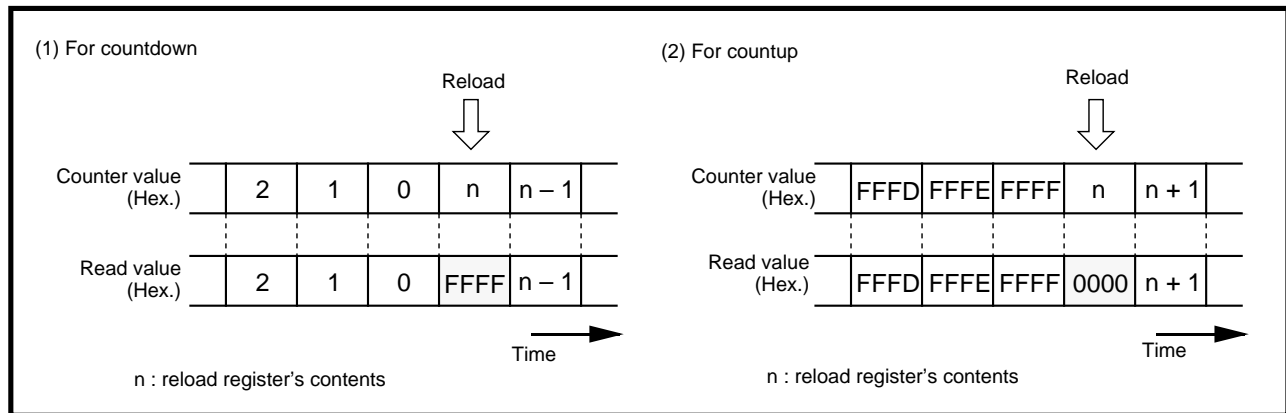 (1) For countdown
Reload
Counter value
(Hex.)
2 1 0 n n – 1
Read value
(Hex.)
2 1 0 FFFF n – 1
Time
n : reload register's contents
(2) For countup
Reload
Counter value
(Hex.)
FFFD FFFE FFFF n n + 1
Read value
(Hex.)
FFFD FFFE FFFF 0000 n + 1
Time
n : reload register's contents